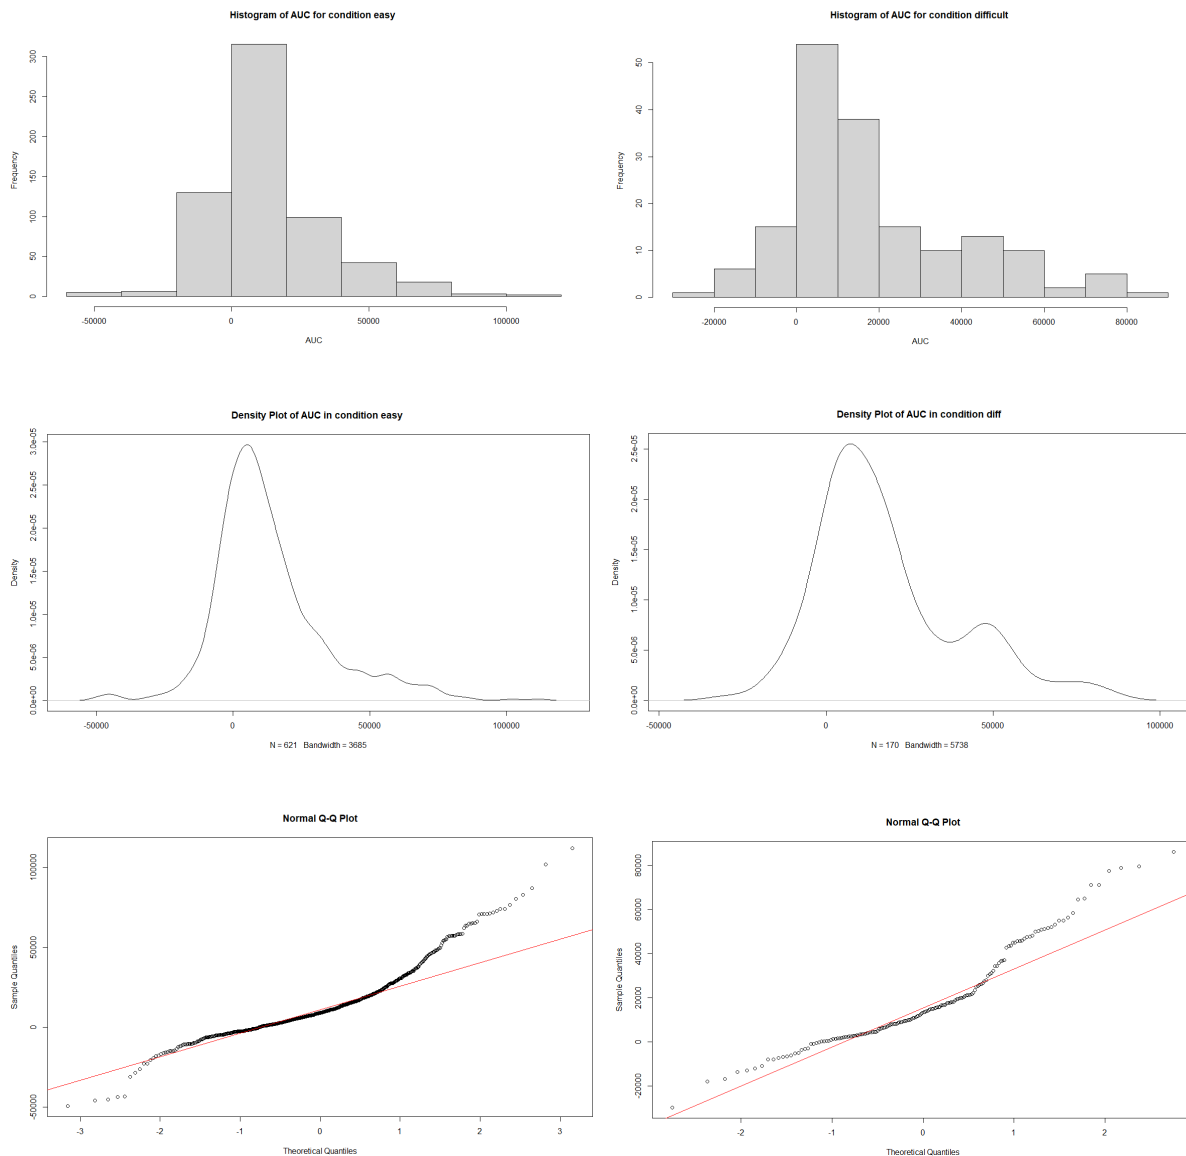 Histogram of AUC for condition easy
Frequency
300
250
200
150
100
50
0
-50000 0 50000 100000
AUC
Histogram of AUC for condition difficult
Frequency
50
40
30
20
10
0
-20000 0 20000 40000 60000 80000
AUC
Density Plot of AUC in condition easy
Density
3.0e-05
2.5e-05
2.0e-05
1.5e-05
1.0e-05
5.0e-06
0.0e+00
-50000 0 50000 100000
N = 621 Bandwidth = 3685
Density Plot of AUC in condition diff
Density
2.5e-05
2.0e-05
1.5e-05
1.0e-05
5.0e-06
0.0e+00
-50000 0 50000 100000
N = 170 Bandwidth = 5738
Normal Q-Q Plot
Sample Quantiles
100000
50000
0
-50000
-3 -2 -1 0 1 2 3
Theoretical Quantiles
Normal Q-Q Plot
Sample Quantiles
80000
60000
40000
20000
0
-20000
-2 -1 0 1 2
Theoretical Quantiles